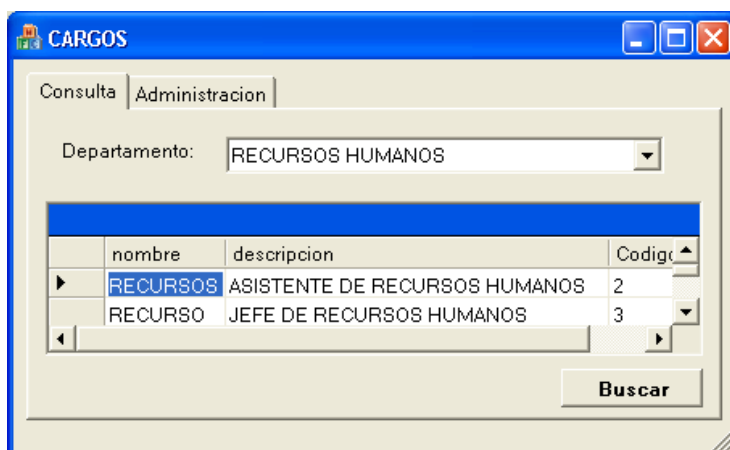 CARGOS
Consulta Administracion
Departamento: RECURSOS HUMANOS
nombre descripcion Codigo
RECURSOS ASISTENTE DE RECURSOS HUMANOS 2
RECURSO JEFE DE RECURSOS HUMANOS 3
Buscar